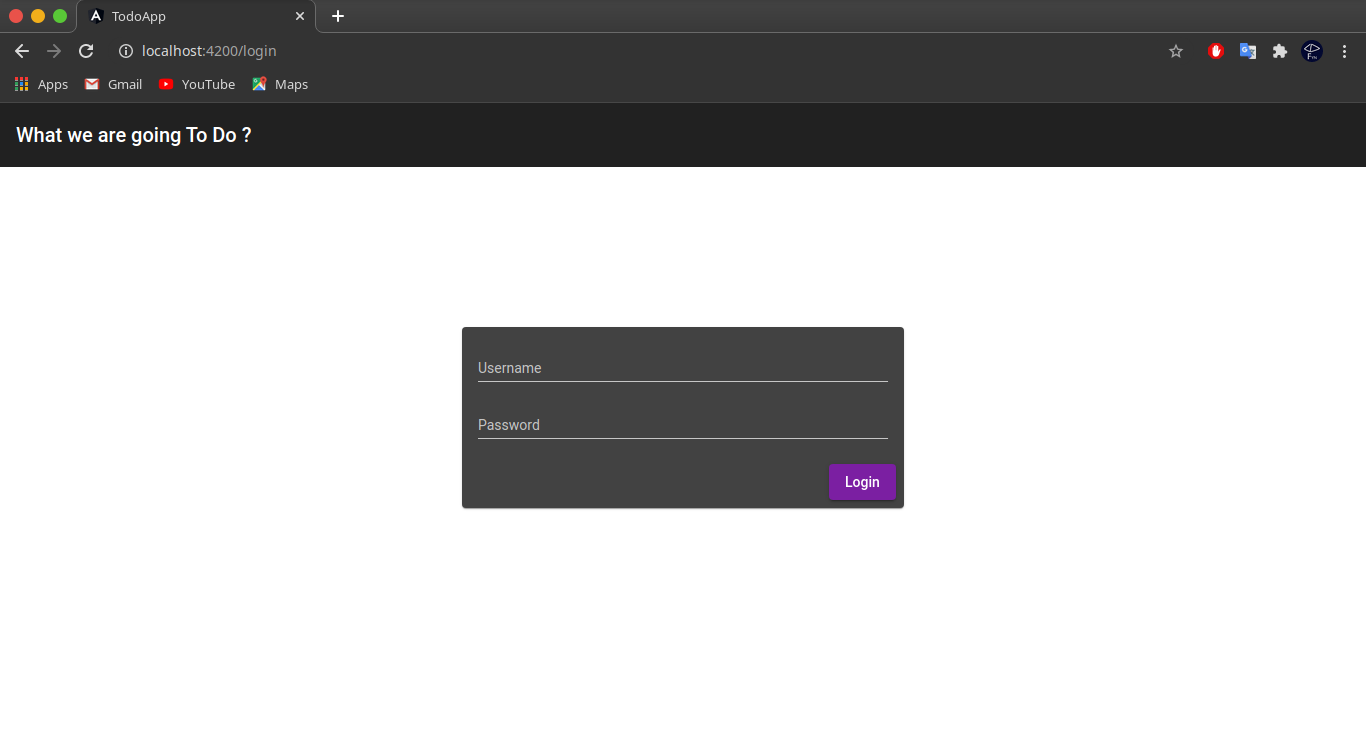 TodoApp
localhost:4200/login
Apps Gmail YouTube Maps
What we are going To Do ?
Username
Password
Login